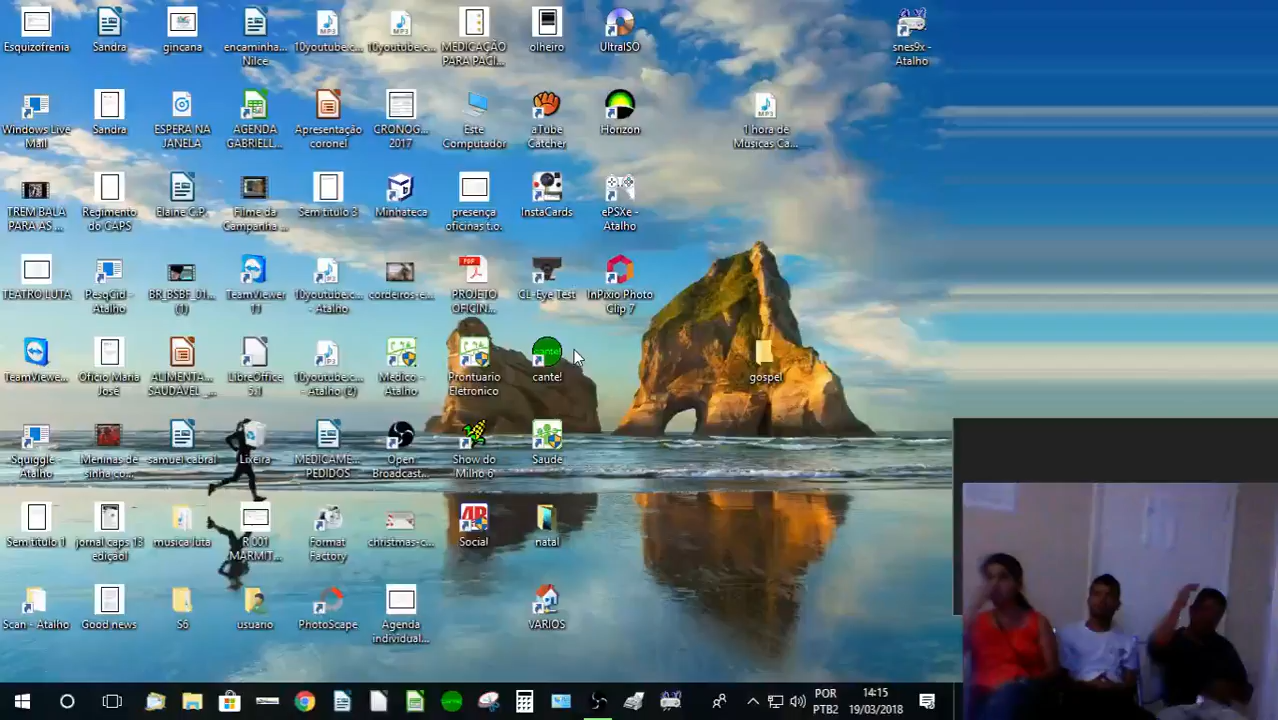 Esquizofrenia
Sandra
gincana
encaminha...
Nilce
10youtube.c...
10youtube.c...
MEDICAÇÃO
PARA PACI...
olheiro
UltraISO
snes9x -
Atalho
Windows Live
Mail
Sandra
ESPERA NA
JANELA
AGENDA
GABRIELL...
Apresentação
coronel
CRONOG...
2017
Este
Computador
aTube
Catcher
Horizon
1 hora de
Musicas Ca...
TREM BALA
PARA AS ...
Regimento
do CAPS
Elaine C.P.
Filme da
Campanha ...
Sem titulo 3
Minhateca
presença
oficinas t.o.
InstaCards
ePSXe -
Atalho
TEATRO LUTA
PesqCid -
Atalho
BR_BSBF_01...
(1)
TeamViewer
11
10youtube.c...
- Atalho
cordeiros-e...
PROJETO
OFICIN...
CL-Eye Test
InPixio Photo
Clip 7
TeamViewe...
Oficio Maria
José
ALIMENTA...
SAUDÁVEL_...
LibreOffice
5.1
10youtube.c...
- Atalho (2)
Medico -
Atalho
Prontuario
Eletronico
cante!
gospel
Squiggle -
Atalho
Meninas de
sinha co...
samuel cabral
Lixeira
MEDICAME...
PEDIDOS
Open
Broadcast...
Show do
Milho 6
Saude
Sem titulo 1
jornal caps 13
edição1
musica luta
R 001
MARMIT...
Format
Factory
christmas-c...
Social
natal
Scan - Atalho
Good news
S6
usuario
PhotoScape
Agenda
individual...
VARIOS
POR
PTB2
14:15
19/03/2018